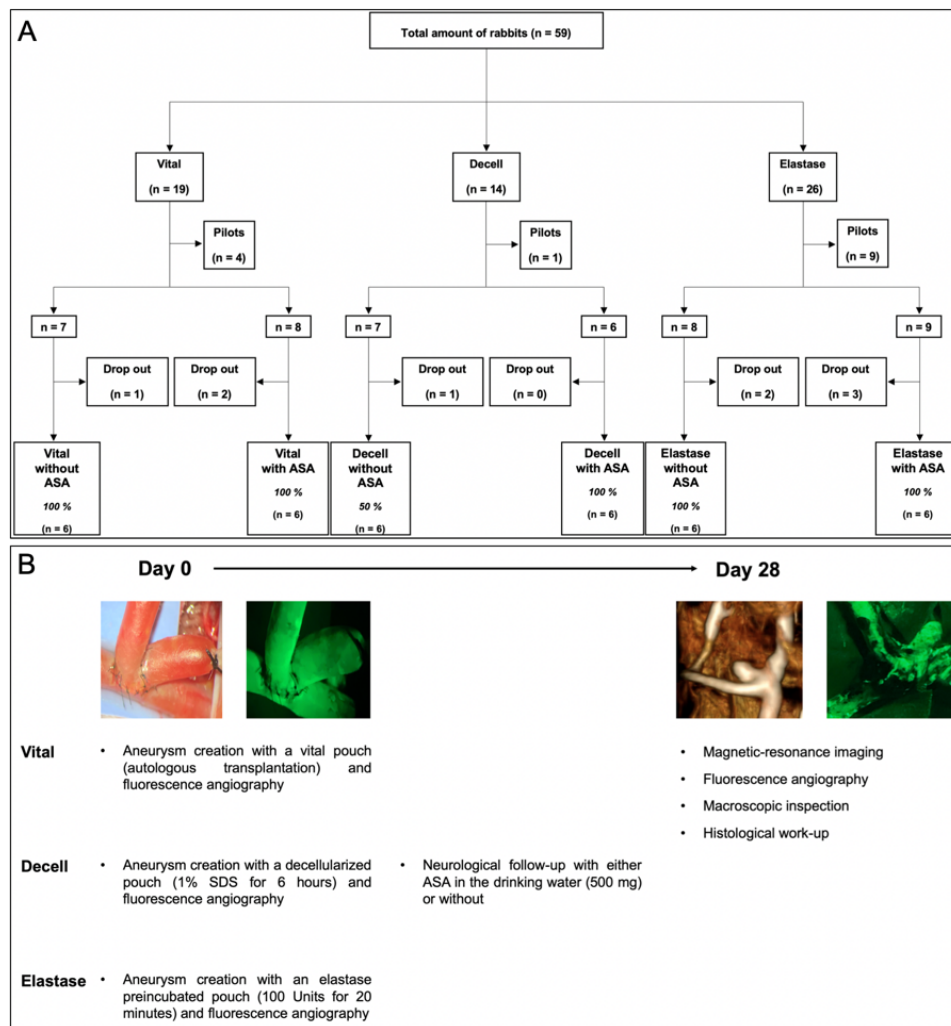 A
Total amount of rabbits (n = 59)
Vital
(n = 19)
Decell
(n = 14)
Elastase
(n = 26)
Pilots
(n = 4)
Pilots
(n = 1)
Pilots
(n = 9)
n = 7
n = 8
n = 7
n = 6
n = 8
n = 9
Drop out
(n = 1)
Drop out
(n = 2)
Drop out
(n = 1)
Drop out
(n = 0)
Drop out
(n = 2)
Drop out
(n = 3)
Vital
without
ASA
100 %
(n = 6)
Vital
with ASA
100 %
(n = 6)
Decell
without
ASA
50 %
(n = 6)
Decell
with ASA
100 %
(n = 6)
Elastase
without
ASA
100 %
(n = 6)
Elastase
with ASA
100 %
(n = 6)
B
Day 0
Day 28
Vital
• Aneurysm creation with a vital pouch
(autologous transplantation) and
fluorescence angiography
• Magnetic-resonance imaging
• Fluorescence angiography
• Macroscopic inspection
• Histological work-up
Decell
• Aneurysm creation with a decellularized
pouch (1% SDS for 6 hours) and
fluorescence angiography
• Neurological follow-up with either
ASA in the drinking water (500 mg)
or without
Elastase
• Aneurysm creation with an elastase
preincubated pouch (100 Units for 20
minutes) and fluorescence angiography